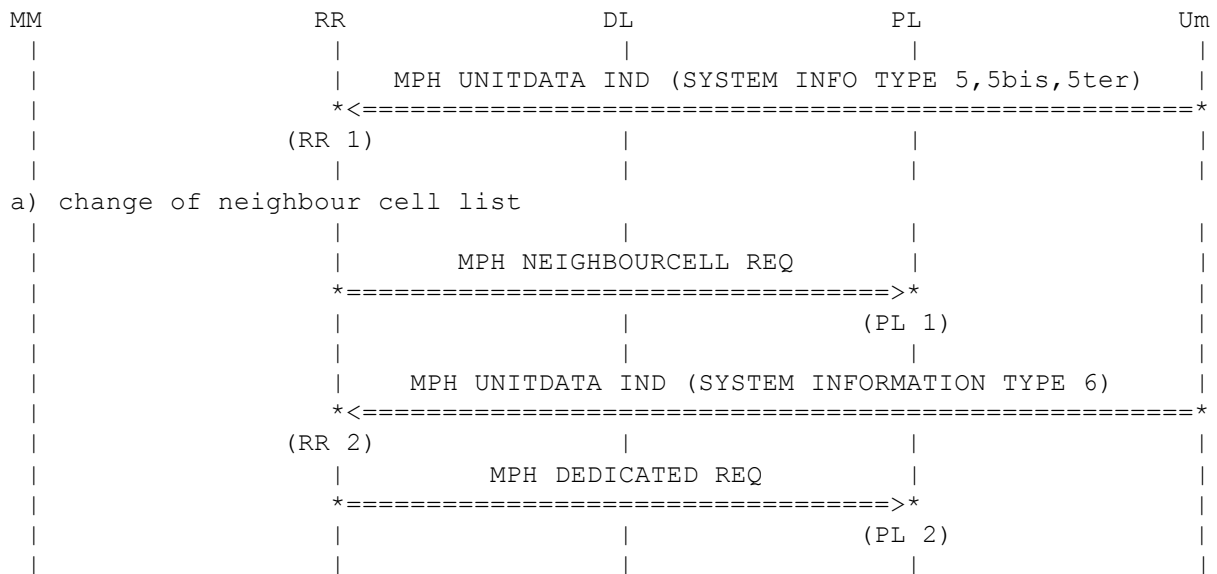 MM RR DL PL Um
MPH UNITDATA IND (SYSTEM INFO TYPE 5,5bis,5ter)
(RR 1)
a) change of neighbour cell list
MPH NEIGHBOURCELL REQ
(PL 1)
MPH UNITDATA IND (SYSTEM INFORMATION TYPE 6)
(RR 2)
MPH DEDICATED REQ
(PL 2)